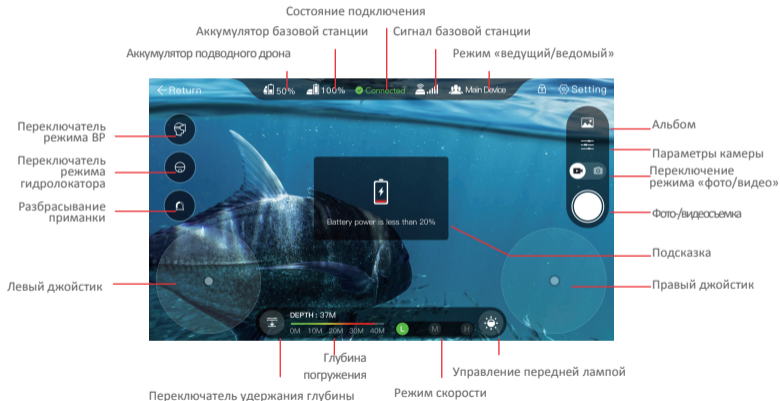 Состояние подключения
Аккумулятор базовой станции
Сигнал базовой станции
Аккумулятор подводного дрона
Режим «ведущий/ведомый»
Return
50%
100%
Connected
Main Device
Setting
Переключатель
режима ВР
Переключатель
режима
гидролокатора
Разбрасывание
приманки
Левый джойстик
Battery power is less than 20%
Альбом
Параметры камеры
Переключение
режима «фото/видео»
Фото-/видеосъемка
Подсказка
Правый джойстик
DEPTH : 37M
0M 10M 20M 30M 40M
L M H
Глубина
погружения
Управление передней лампой
Переключатель удержания глубины
Режим скорости